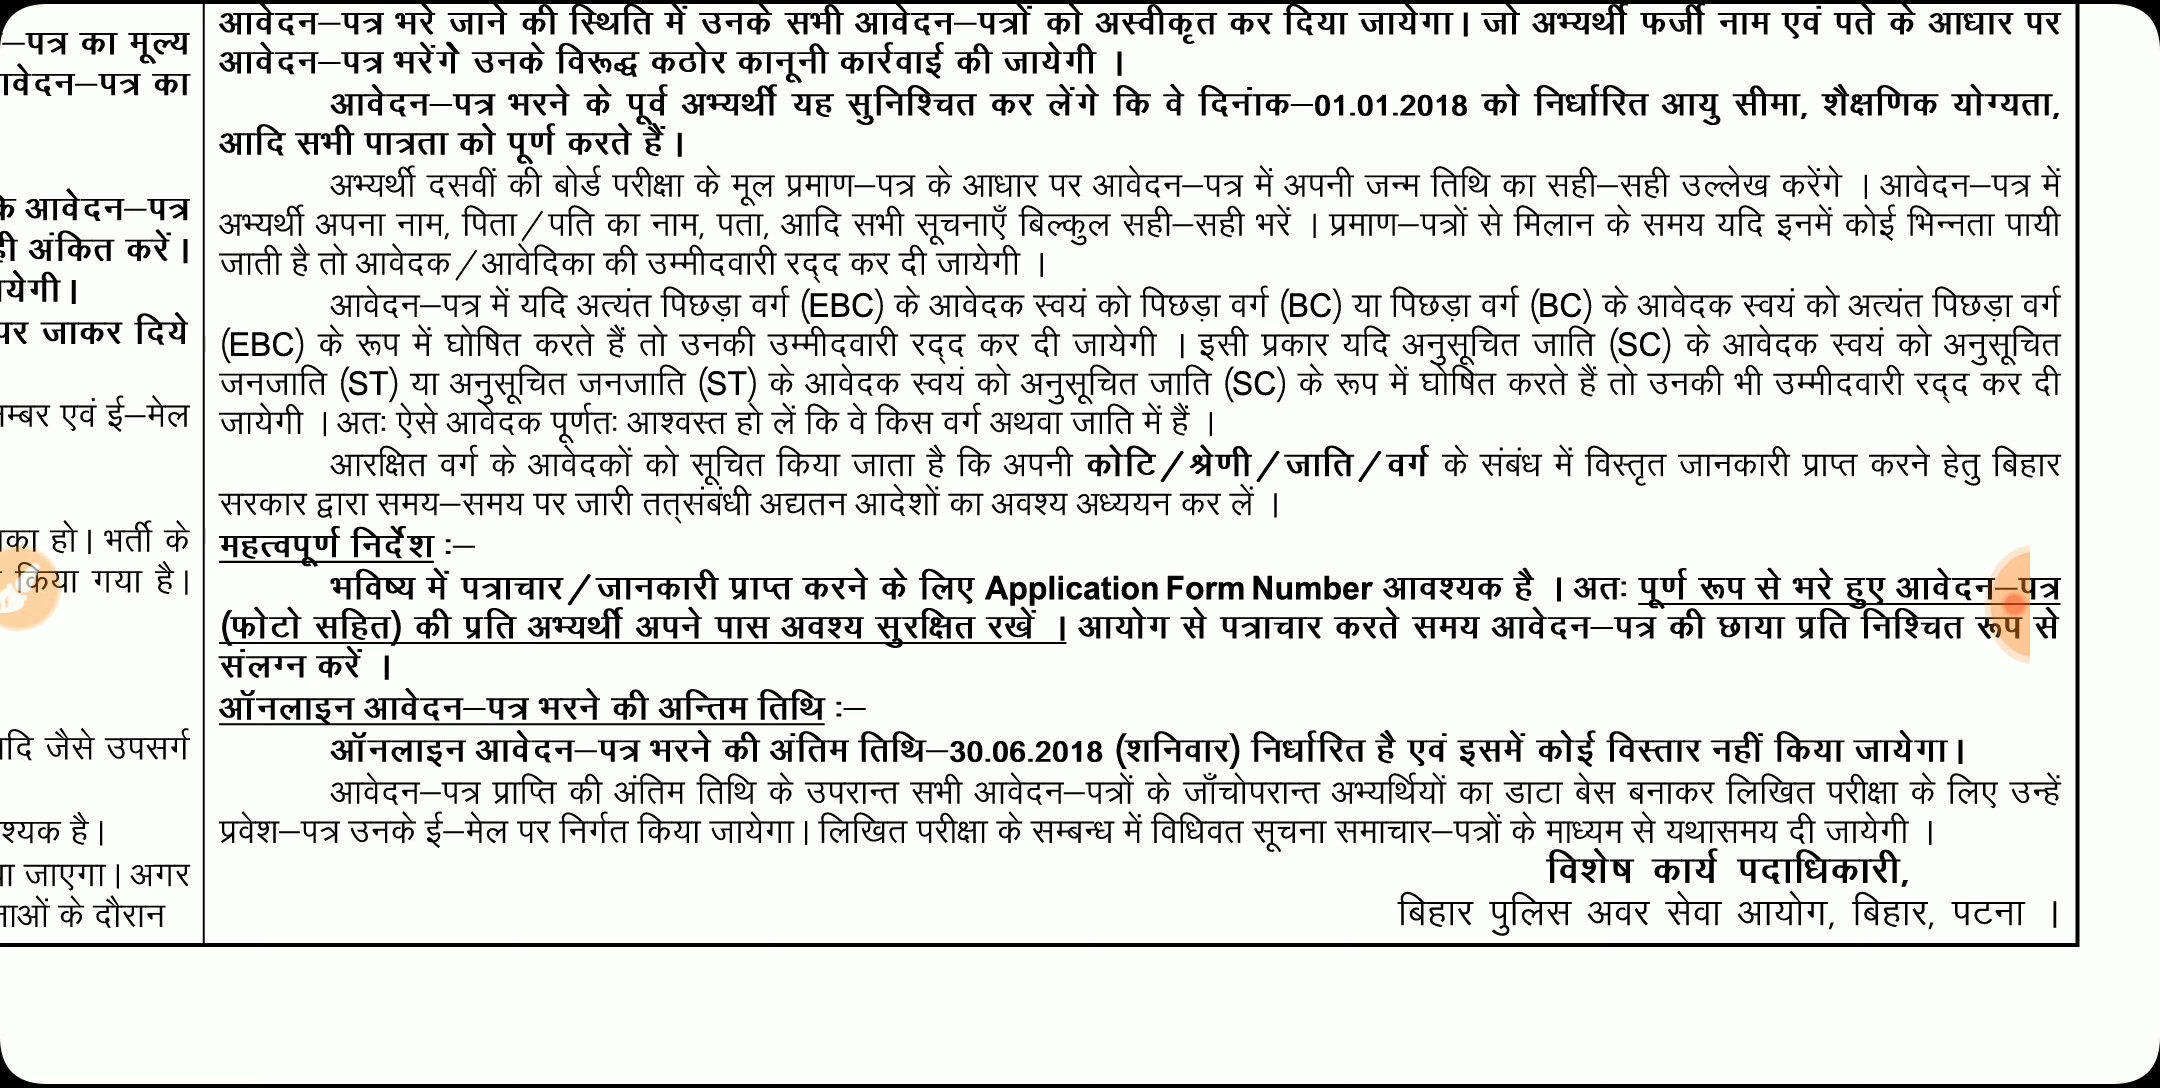 –पत्र का मूल्य
वेदन–पत्र का
आवेदन–पत्र
अंकित करें।
येगी।
पर जाकर दिये
म्बर एवं ई–मेल
का हो। भर्ती के
किया गया है।
दि जैसे उपसर्ग
श्यक है।
जाएगा। अगर
ओं के दौरान
आवेदन–पत्र भरे जाने की स्थिति में उनके सभी आवेदन–पत्रों को अस्वीकृत कर दिया जायेगा। जो अभ्यर्थी फर्जी नाम एवं पते के आधार पर
आवेदन–पत्र भरेंगे उनके विरूद्ध कठोर कानूनी कार्रवाई की जायेगी ।
आवेदन–पत्र भरने के पूर्व अभ्यर्थी यह सुनिश्चित कर लेंगे कि वे दिनांक–01.01.2018 को निर्धारित आयु सीमा, शैक्षणिक योग्यता,
आदि सभी पात्रता को पूर्ण करते हैं।
अभ्यर्थी दसवीं की बोर्ड परीक्षा के मूल प्रमाण–पत्र के आधार पर आवेदन–पत्र में अपनी जन्म तिथि का सही–सही उल्लेख करेंगे । आवेदन–पत्र में
अभ्यर्थी अपना नाम, पिता/पति का नाम, पता, आदि सभी सूचनाएँ बिल्कुल सही–सही भरें । प्रमाण–पत्रों से मिलान के समय यदि इनमें कोई भिन्नता पायी
जाती है तो आवेदक/आवेदिका की उम्मीदवारी रद्द कर दी जायेगी ।
आवेदन–पत्र में यदि अत्यंत पिछड़ा वर्ग (EBC) के आवेदक स्वयं को पिछड़ा वर्ग (BC) या पिछड़ा वर्ग (BC) के आवेदक स्वयं को अत्यंत पिछड़ा वर्ग
(EBC) के रूप में घोषित करते हैं तो उनकी उम्मीदवारी रद्द कर दी जायेगी । इसी प्रकार यदि अनुसूचित जाति (SC) के आवेदक स्वयं को अनुसूचित
जनजाति (ST) या अनुसूचित जनजाति (ST) के आवेदक स्वयं को अनुसूचित जाति (SC) के रूप में घोषित करते हैं तो उनकी भी उम्मीदवारी रद्द कर दी
जायेगी । अतः ऐसे आवेदक पूर्णतः आश्वस्त हो लें कि वे किस वर्ग अथवा जाति में हैं ।
आरक्षित वर्ग के आवेदकों को सूचित किया जाता है कि अपनी कोटि/श्रेणी/जाति/वर्ग के संबंध में विस्तृत जानकारी प्राप्त करने हेतु बिहार
सरकार द्वारा समय–समय पर जारी तत्संबंधी अद्यतन आदेशों का अवश्य अध्ययन कर लें ।
महत्वपूर्ण निर्देश :–
भविष्य में पत्राचार/जानकारी प्राप्त करने के लिए Application Form Number आवश्यक है । अतः पूर्ण रूप से भरे हुए आवेदन–पत्र
(फोटो सहित) की प्रति अभ्यर्थी अपने पास अवश्य सुरक्षित रखें । आयोग से पत्राचार करते समय आवेदन–पत्र की छाया प्रति निश्चित रूप से
संलग्न करें ।
ऑनलाइन आवेदन–पत्र भरने की अन्तिम तिथि :–
ऑनलाइन आवेदन–पत्र भरने की अंतिम तिथि–30.06.2018 (शनिवार) निर्धारित है एवं इसमें कोई विस्तार नहीं किया जायेगा।
आवेदन–पत्र प्राप्ति की अंतिम तिथि के उपरान्त सभी आवेदन–पत्रों के जाँचोपरान्त अभ्यर्थियों का डाटा बेस बनाकर लिखित परीक्षा के लिए उन्हें
प्रवेश–पत्र उनके ई–मेल पर निर्गत किया जायेगा। लिखित परीक्षा के सम्बन्ध में विधिवत सूचना समाचार–पत्रों के माध्यम से यथासमय दी जायेगी ।
विशेष कार्य पदाधिकारी,
बिहार पुलिस अवर सेवा आयोग, बिहार, पटना ।